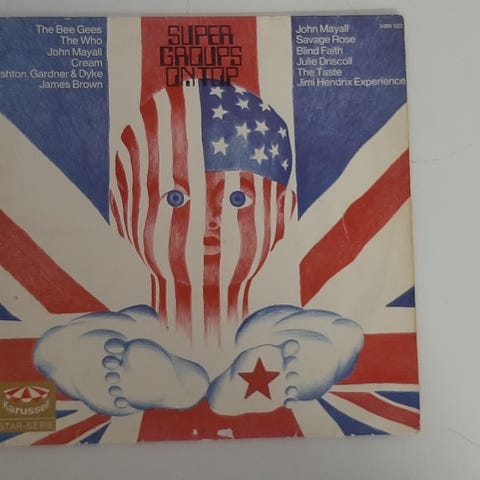 The Bee Gees
The Who
John Mayall
Cream
shton, Gardner & Dyke
James Brown
SUPER
GROUPS
ON TOP
John Mayall
Savage Rose
Blind Faith
Julie Driscoll
The Taste
Jimi Hendrix Experience
Karussell
STAR-SERIE